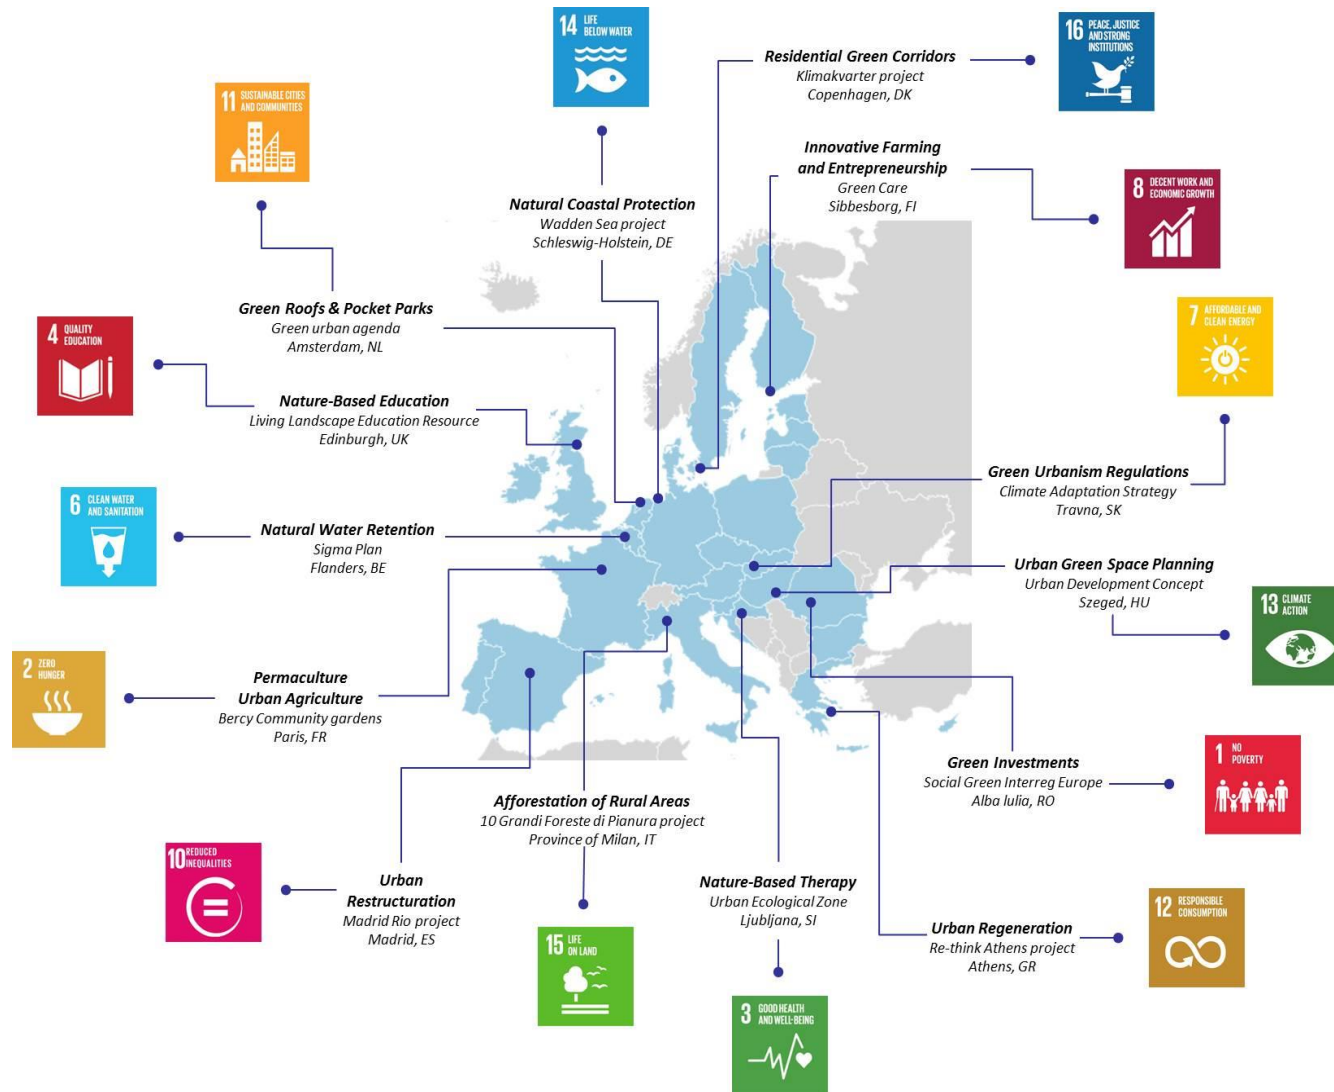 14 LIFE
BELOW WATER
16 PEACE, JUSTICE
AND STRONG
INSTITUTIONS
Residential Green Corridors
Klimakvarter project
Copenhagen, DK
11 SUSTAINABLE CITIES
AND COMMUNITIES
Innovative Farming
and Entrepreneurship
Green Care
Sibbesborg, FI
8 DECENT WORK AND
ECONOMIC GROWTH
Natural Coastal Protection
Wadden Sea project
Schleswig-Holstein, DE
Green Roofs & Pocket Parks
Green urban agenda
Amsterdam, NL
7 AFFORDABLE AND
CLEAN ENERGY
4 QUALITY
EDUCATION
Nature-Based Education
Living Landscape Education Resource
Edinburgh, UK
Green Urbanism Regulations
Climate Adaptation Strategy
Travna, SK
6 CLEAN WATER
AND SANITATION
Natural Water Retention
Sigma Plan
Flanders, BE
Urban Green Space Planning
Urban Development Concept
Szeged, HU
13 CLIMATE
ACTION
2 ZERO
HUNGER
Permaculture
Urban Agriculture
Bercy Community gardens
Paris, FR
Green Investments
Social Green Interreg Europe
Alba Iulia, RO
1 NO
POVERTY
Afforestation of Rural Areas
10 Grandi Foreste di Pianura project
Province of Milan, IT
10 REDUCED
INEQUALITIES
Urban
Restructuration
Madrid Rio project
Madrid, ES
Nature-Based Therapy
Urban Ecological Zone
Ljubljana, SI
Urban Regeneration
Re-think Athens project
Athens, GR
12 RESPONSIBLE
CONSUMPTION
15 LIFE
ON LAND
3 GOOD HEALTH
AND WELL-BEING